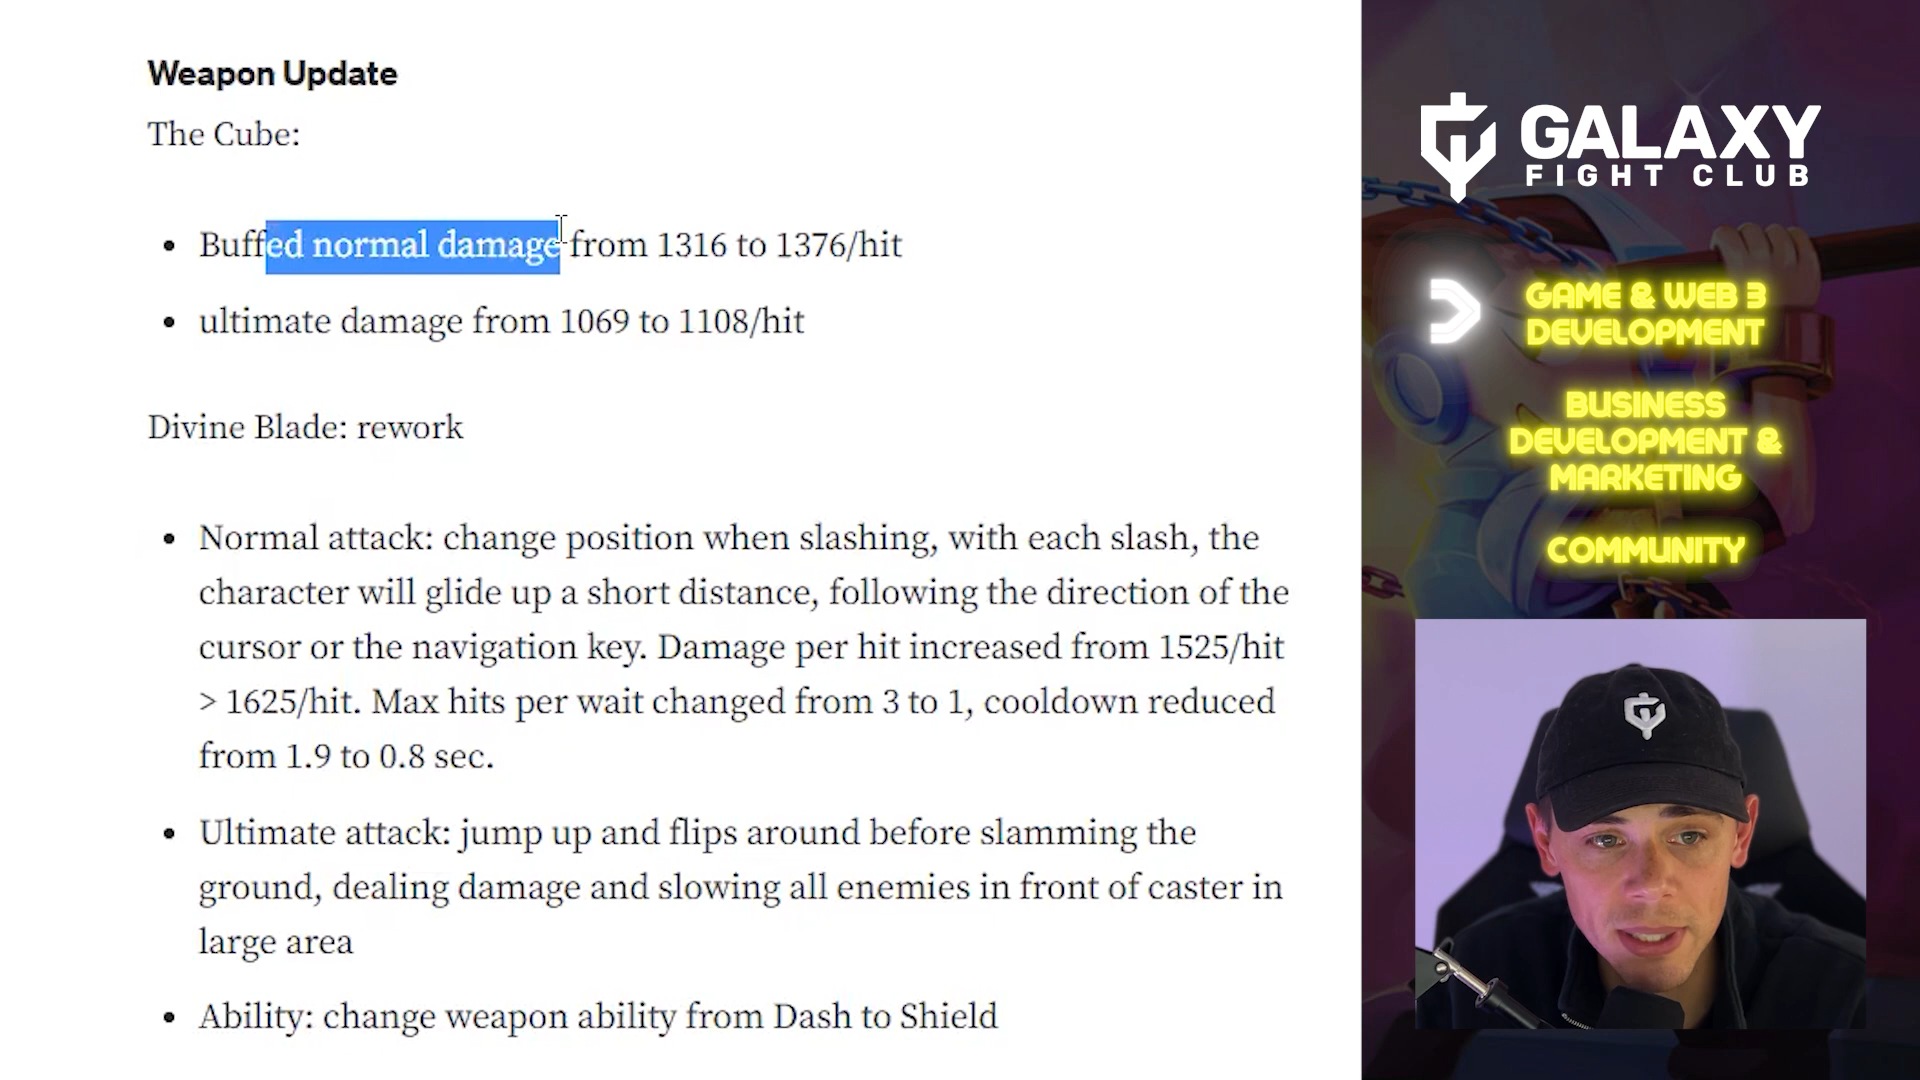 Weapon Update
The Cube:
Buffed normal damage from 1316 to 1376/hit
ultimate damage from 1069 to 1108/hit
Divine Blade: rework
Normal attack: change position when slashing, with each slash, the
character will glide up a short distance, following the direction of the
cursor or the navigation key. Damage per hit increased from 1525/hit
> 1625/hit. Max hits per wait changed from 3 to 1, cooldown reduced
from 1.9 to 0.8 sec.
Ultimate attack: jump up and flips around before slamming the
ground, dealing damage and slowing all enemies in front of caster in
large area
Ability: change weapon ability from Dash to Shield
GALAXY
FIGHT CLUB
GAME & WEB 3
DEVELOPMENT
BUSINESS
DEVELOPMENT &
MARKETING
COMMUNITY